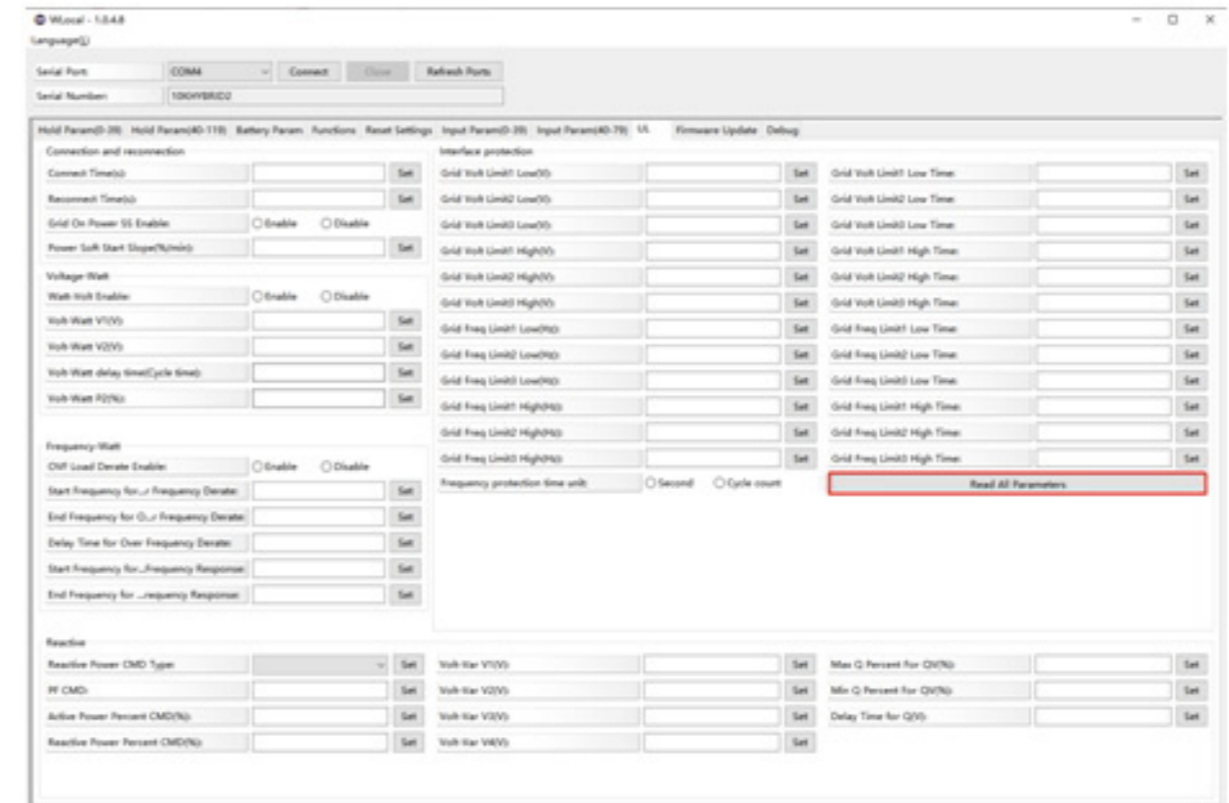 WLocal - 1.0.4.8
Language(L)
Serial Port: COM4 Connect Close Refresh Ports
Serial Number: 10KHYBRID2
Hold Param(0-39) Hold Param(40-119) Battery Param Functions Reset Settings Input Param(0-39) Input Param(40-79) UL Firmware Update Debug
Connection and reconnection
Connect Time(s): Set
Reconnect Time(s): Set
Grid On Power SS Enable: Enable Disable
Power Soft Start Slope(%/min): Set
Voltage-Watt
Watt-Volt Enable: Enable Disable
Volt-Watt V1(V): Set
Volt-Watt V2(V): Set
Volt-Watt delay time(Cycle time): Set
Volt-Watt P2(%): Set
Frequency-Watt
OVF Load Derate Enable: Enable Disable
Start Frequency for...r Frequency Derate: Set
End Frequency for O...r Frequency Derate: Set
Delay Time for Over Frequency Derate: Set
Start Frequency for...Frequency Response: Set
End Frequency for ...requency Response: Set
Interface protection
Grid Volt Limit1 Low(V): Set Grid Volt Limit1 Low Time: Set
Grid Volt Limit2 Low(V): Set Grid Volt Limit2 Low Time: Set
Grid Volt Limit3 Low(V): Set Grid Volt Limit3 Low Time: Set
Grid Volt Limit1 High(V): Set Grid Volt Limit1 High Time: Set
Grid Volt Limit2 High(V): Set Grid Volt Limit2 High Time: Set
Grid Volt Limit3 High(V): Set Grid Volt Limit3 High Time: Set
Grid Freq Limit1 Low(Hz): Set Grid Freq Limit1 Low Time: Set
Grid Freq Limit2 Low(Hz): Set Grid Freq Limit2 Low Time: Set
Grid Freq Limit3 Low(Hz): Set Grid Freq Limit3 Low Time: Set
Grid Freq Limit1 High(Hz): Set Grid Freq Limit1 High Time: Set
Grid Freq Limit2 High(Hz): Set Grid Freq Limit2 High Time: Set
Grid Freq Limit3 High(Hz): Set Grid Freq Limit3 High Time: Set
Frequency protection time unit: Second Cycle count Read All Parameters
Reactive
Reactive Power CMD Type: Set Volt-Var V1(V): Set Max Q Percent For QV(%): Set
PF CMD: Set Volt-Var V2(V): Set Min Q Percent For QV(%): Set
Active Power Percent CMD(%): Set Volt-Var V3(V): Set Delay Time for Q(V): Set
Reactive Power Percent CMD(%): Set Volt-Var V4(V): Set